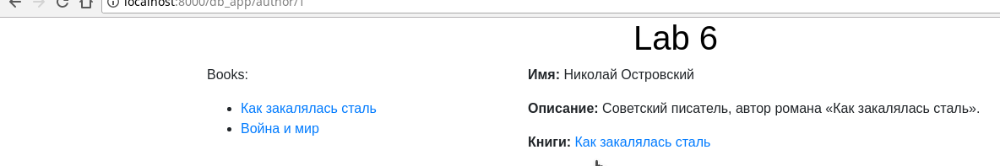 localhost:8000/db_app/author/1
Lab 6
Books:
Как закалялась сталь
Война и мир
Имя: Николай Островский
Описание: Советский писатель, автор романа «Как закалялась сталь».
Книги: Как закалялась сталь